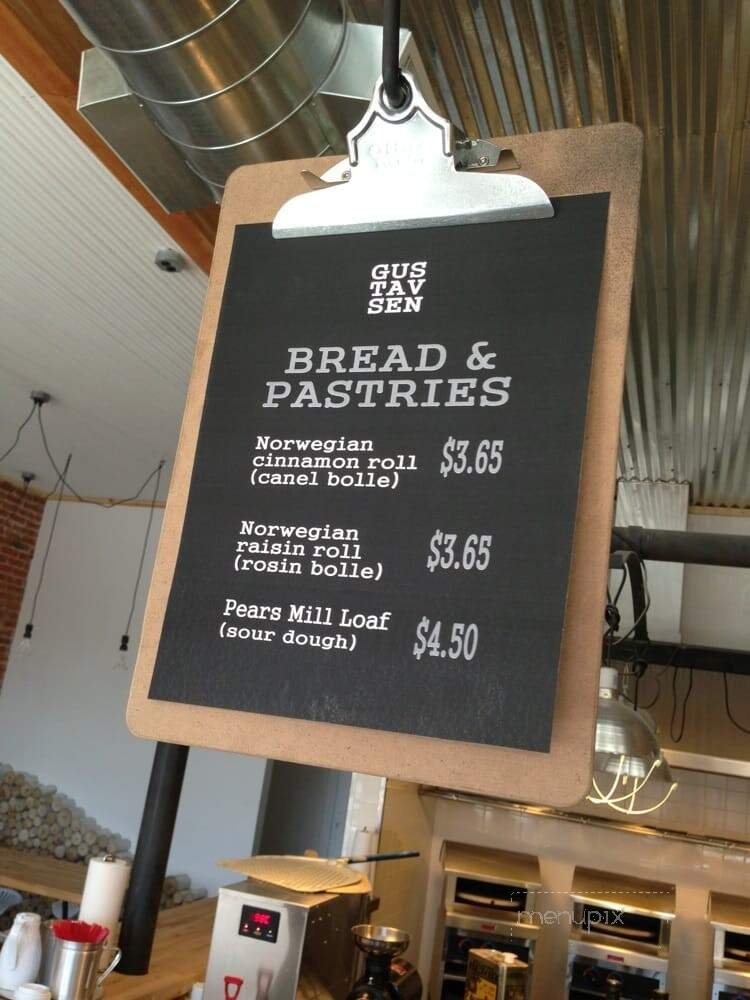 GUS
TAV
SEN
BREAD &
PASTRIES
Norwegian
cinnamon roll $3.65
(canel bolle)
Norwegian
raisin roll $3.65
(rosin bolle)
Pears Mill Loaf
(sour dough) $4.50
menupix